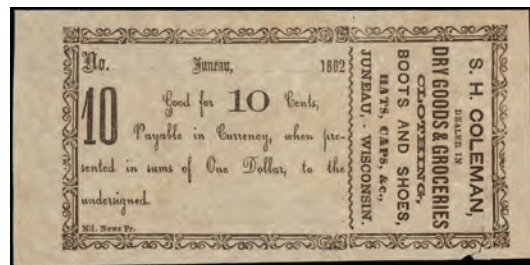 No. Juneau, 1862
10
Good for 10 Cents,
Payable in Currency, when pre-
sented in sums of One Dollar, to the
undersigned.
Mil. News Pr.
S. H. COLEMAN,
DEALER IN
DRY GOODS & GROCERIES
CLOTHING,
BOOTS AND SHOES,
HATS, CAPS, &c.,
JUNEAU, WISCONSIN.